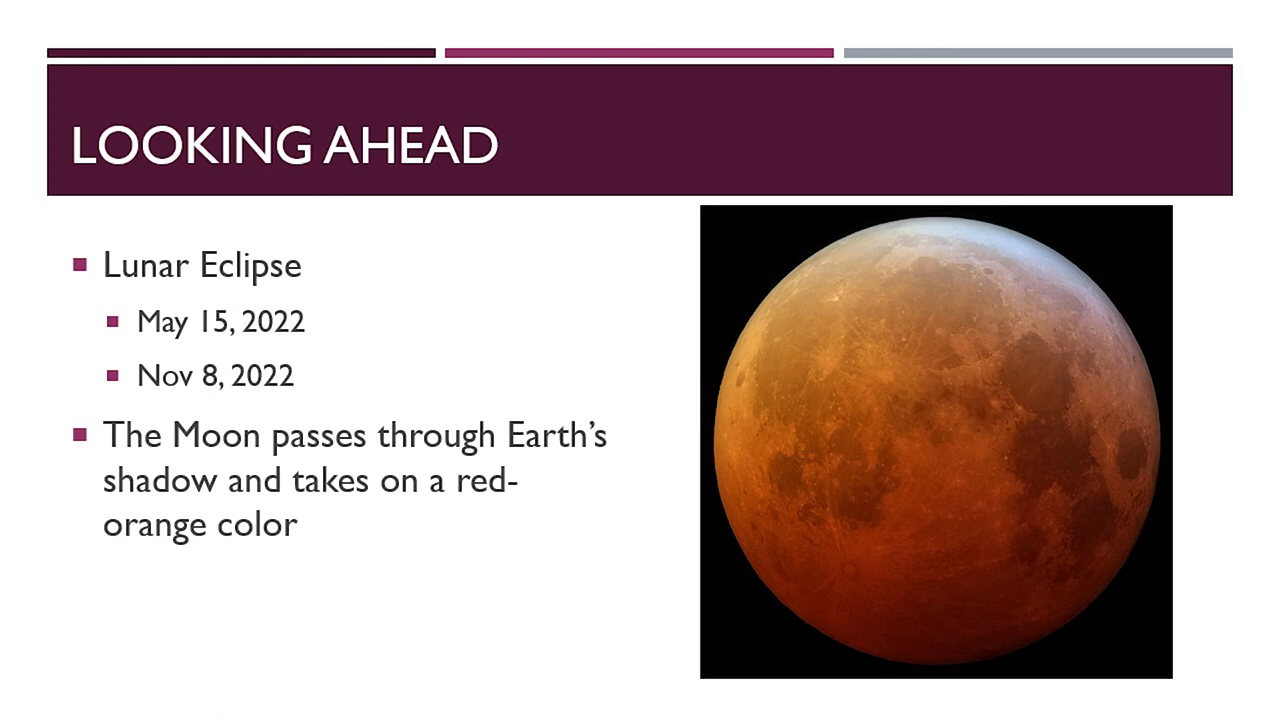 LOOKING AHEAD
Lunar Eclipse
May 15, 2022
Nov 8, 2022
The Moon passes through Earth’s
shadow and takes on a red-
orange color